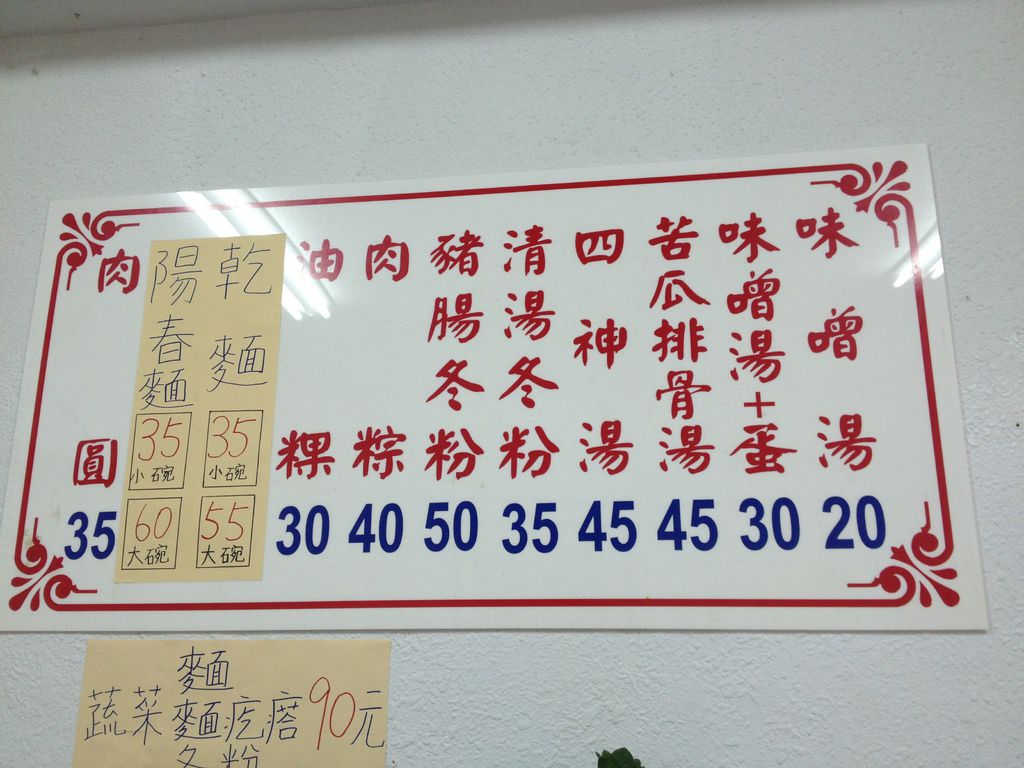 味噌湯 20
味噌湯+蛋 30
苦瓜排骨湯 45
四神湯 45
清湯冬粉 35
豬腸冬粉 50
肉粽 40
油粿 30
乾麵 35 小碗 55 大碗
陽春麵 35 小碗 60 大碗
肉圓 35
麵
蔬菜麵疙瘩90元
冬粉